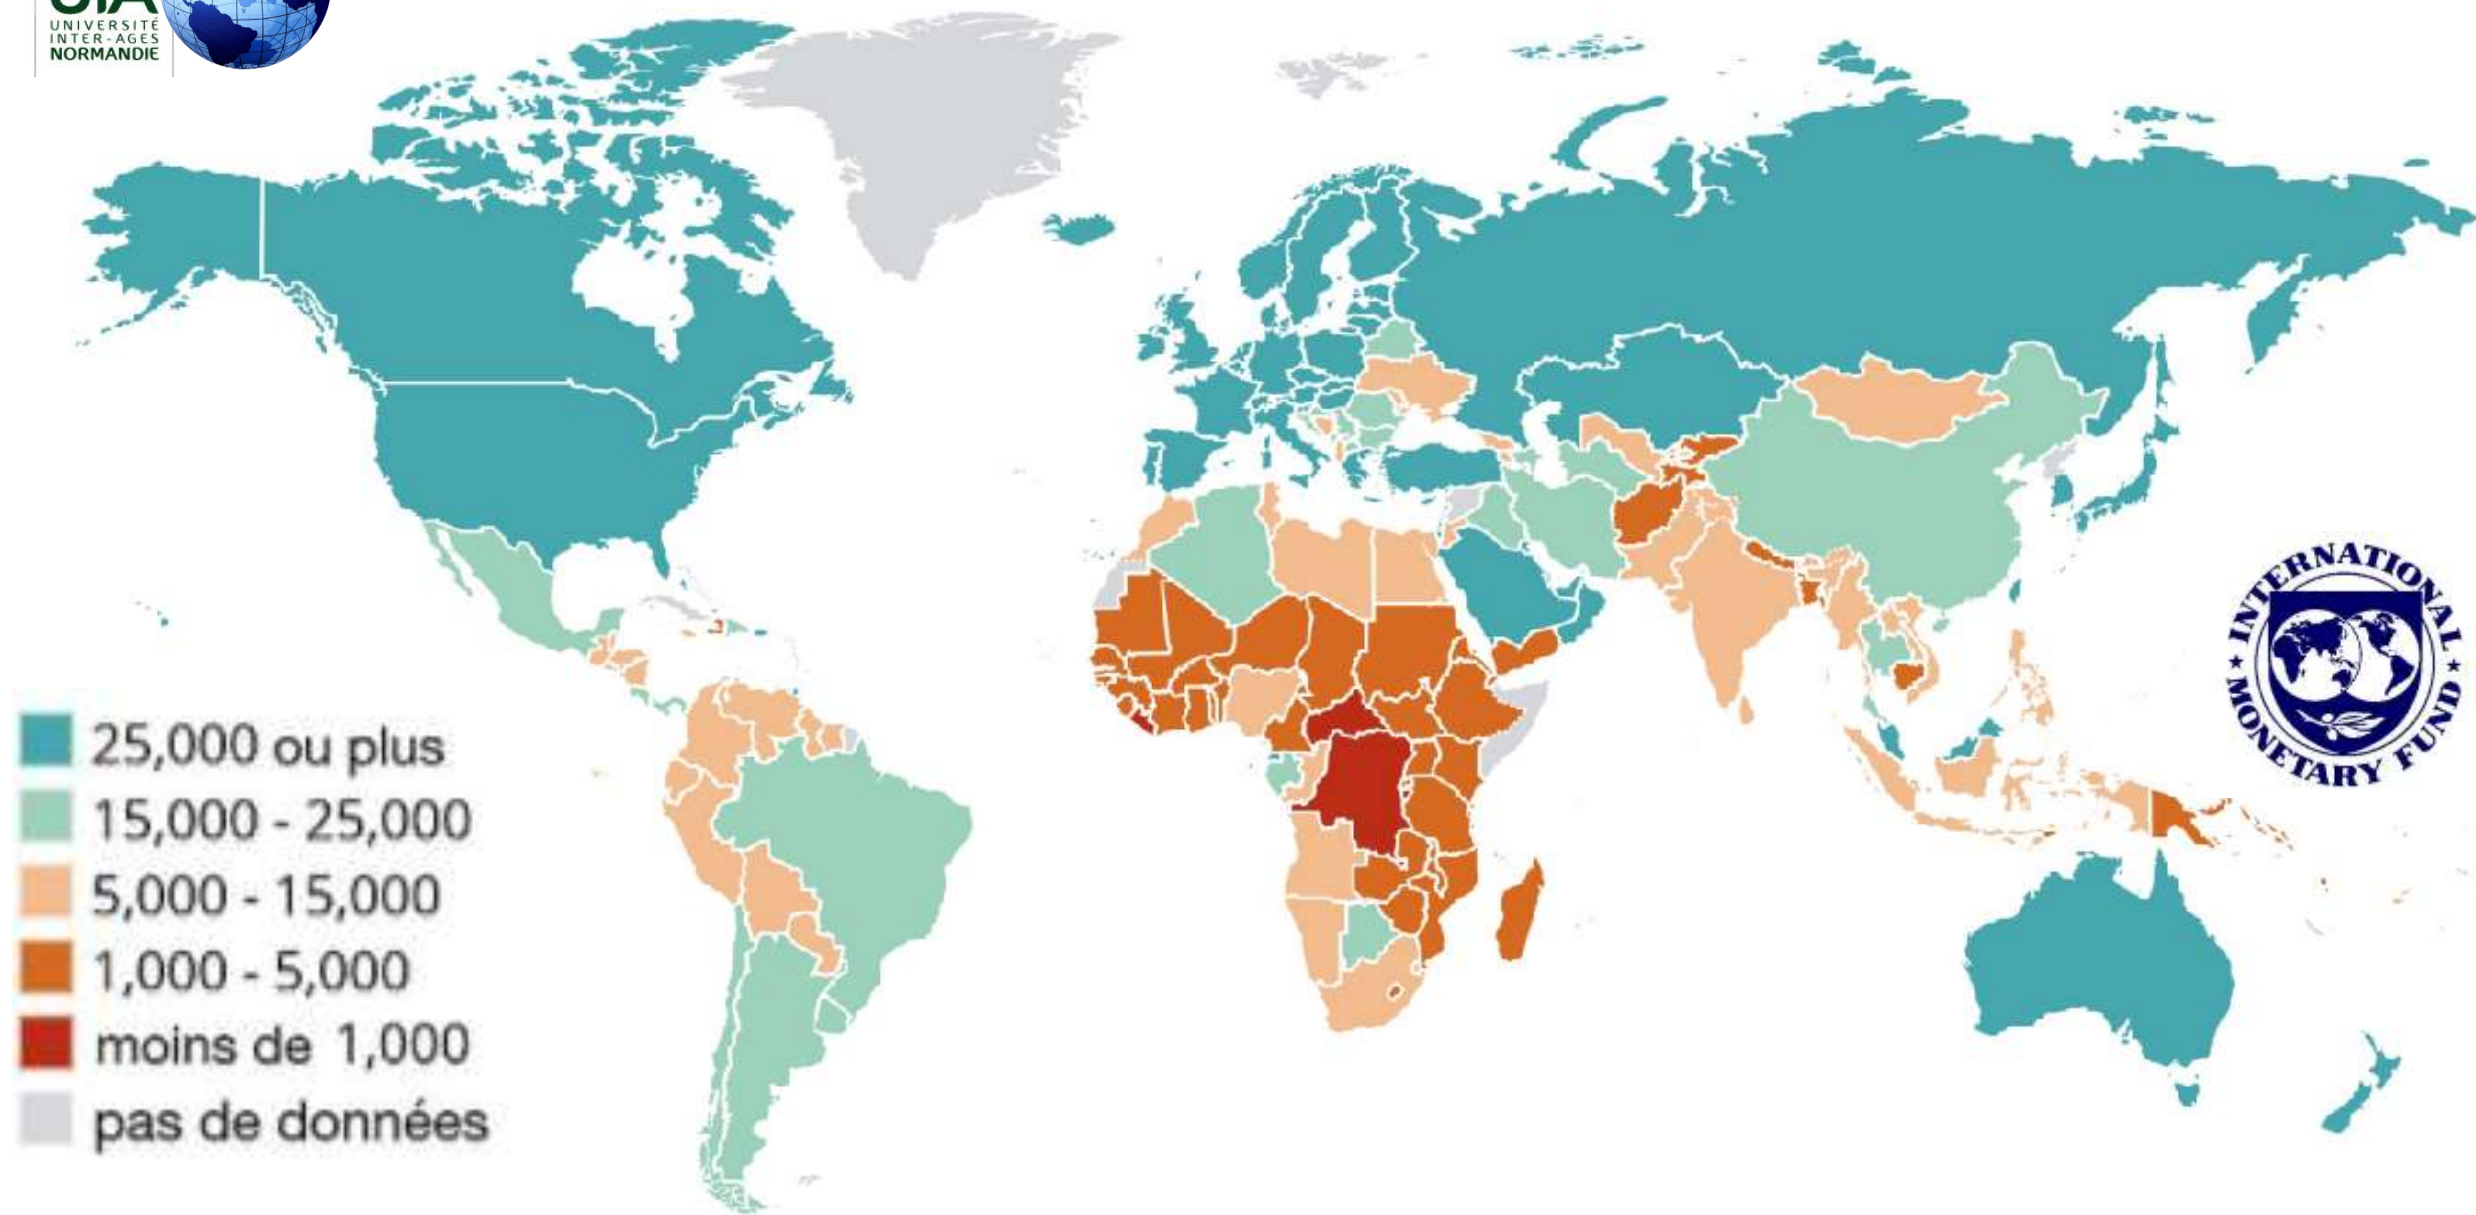 UIA
UNIVERSITÉ
INTER-AGES
NORMANDIE
25,000 ou plus
15,000 - 25,000
5,000 - 15,000
1,000 - 5,000
moins de 1,000
pas de données
INTERNATIONAL
MONETARY FUND